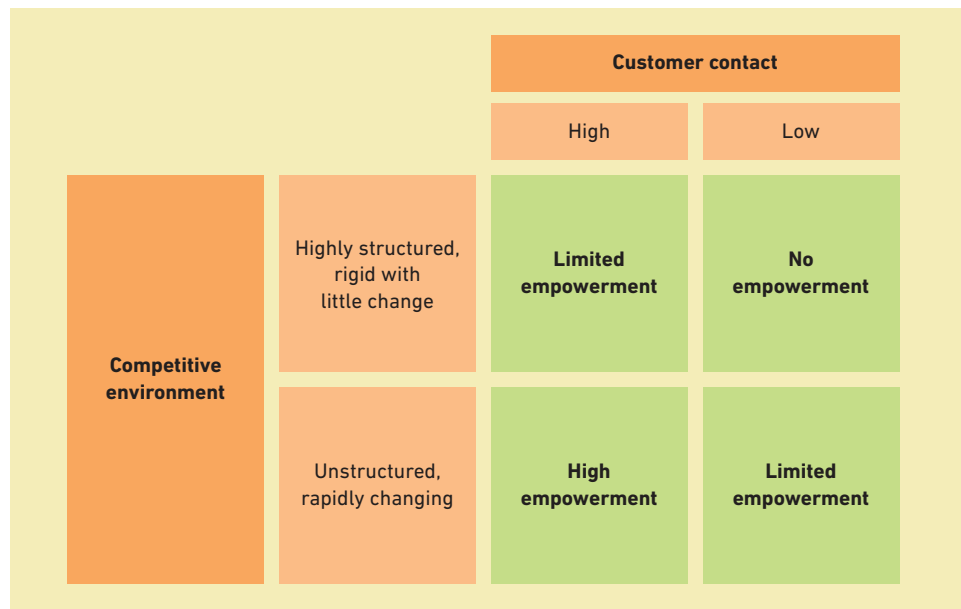 Customer contact
High
Low
Highly structured,
rigid with
little change
Limited
empowerment
No
empowerment
Competitive
environment
Unstructured,
rapidly changing
High
empowerment
Limited
empowerment